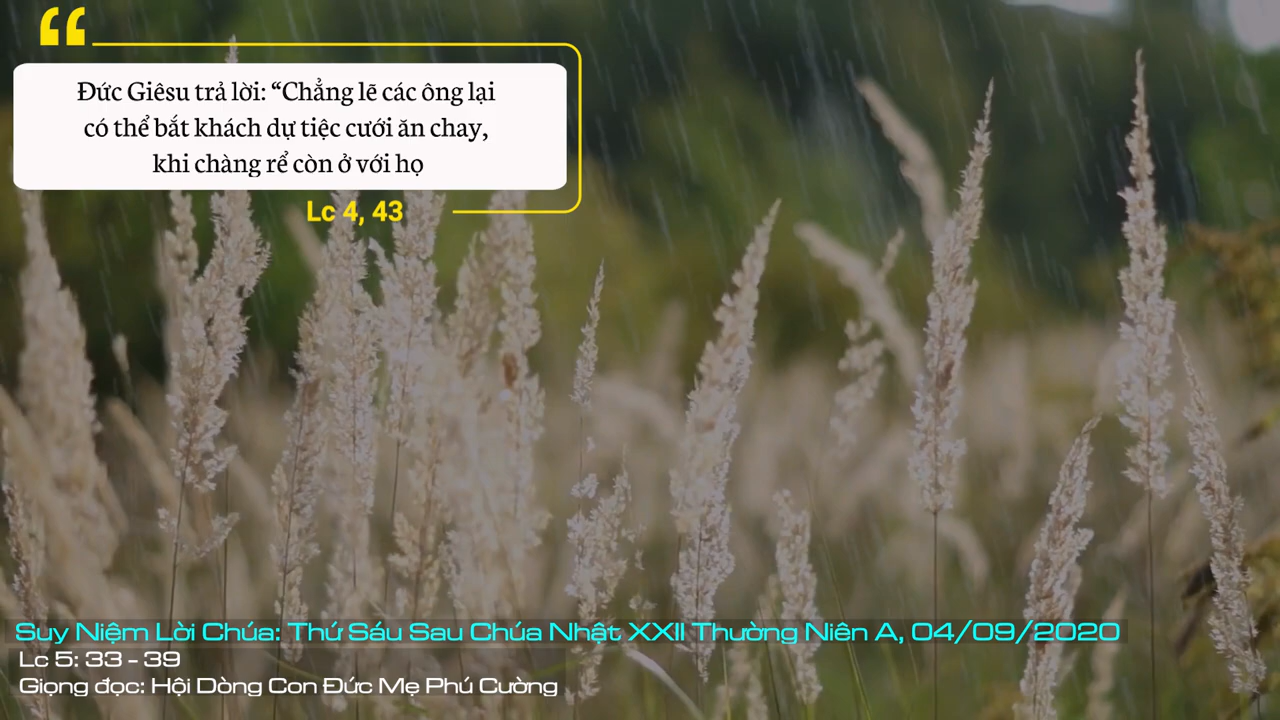 “
Đức Giêsu trả lời: “Chẳng lẽ các ông lại
có thể bắt khách dự tiệc cưới ăn chay,
khi chàng rể còn ở với họ
Lc 4, 43
Suy Niệm Lời Chúa: Thứ Sáu Sau Chúa Nhật XXII Thường Niên A, 04/09/2020
Lc 5: 33 - 39
Giọng đọc: Hội Dòng Con Đức Mẹ Phú Cường